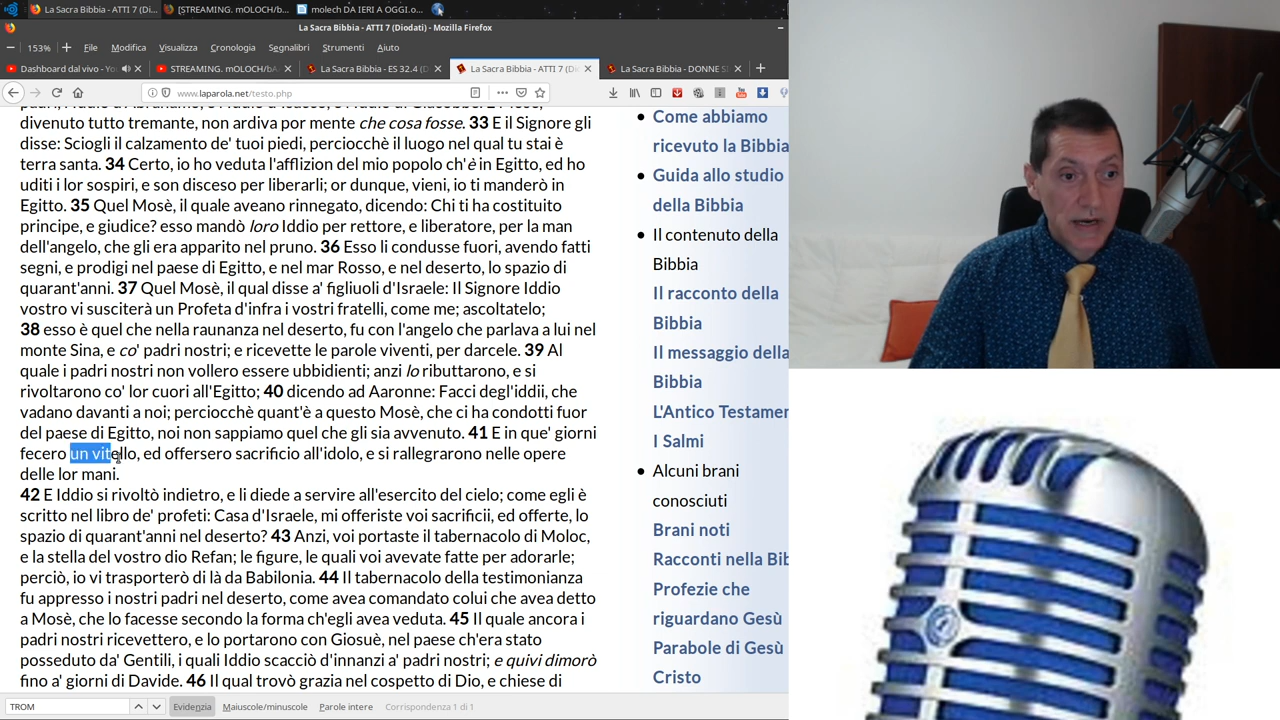 La Sacra Bibbia - ATTI 7 (Di...
[STREAMING. mOLOCH/b...
molech DA IERI A OGGI.o...
La Sacra Bibbia - ATTI 7 (Diodati) - Mozilla Firefox
153%
File Modifica Visualizza Cronologia Segnalibri Strumenti Aiuto
Dashboard dal vivo - Yo
STREAMING. mOLOCH/bA
La Sacra Bibbia - ES 32.4 (D
La Sacra Bibbia - ATTI 7 (Di
La Sacra Bibbia - DONNE S
www.laparola.net/testo.php
divenuto tutto tremante, non ardiva por mente che cosa fosse. 33 E il Signore gli
disse: Sciogli il calzamento de' tuoi piedi, perciocchè il luogo nel qual tu stai è
terra santa. 34 Certo, io ho veduta l'afflizion del mio popolo ch'è in Egitto, ed ho
uditi i lor sospiri, e son disceso per liberarli; or dunque, vieni, io ti manderò in
Egitto. 35 Quel Mosè, il quale aveano rinnegato, dicendo: Chi ti ha costituito
principe, e giudice? esso mandò loro Iddio per rettore, e liberatore, per la man
dell'angelo, che gli era apparito nel pruno. 36 Esso li condusse fuori, avendo fatti
segni, e prodigi nel paese di Egitto, e nel mar Rosso, e nel deserto, lo spazio di
quarant'anni. 37 Quel Mosè, il qual disse a' figliuoli d'Israele: Il Signore Iddio
vostro vi susciterà un Profeta d'infra i vostri fratelli, come me; ascoltatelo;
38 esso è quel che nella raunanza nel deserto, fu con l'angelo che parlava a lui nel
monte Sina, e co' padri nostri; e ricevette le parole viventi, per darcele. 39 Al
quale i padri nostri non vollero essere ubbidienti; anzi lo ributtarono, e si
rivoltarono co' lor cuori all'Egitto; 40 dicendo ad Aaronne: Facci degl'iddii, che
vadano davanti a noi; perciocchè quant'è a questo Mosè, che ci ha condotti fuor
del paese di Egitto, noi non sappiamo quel che gli sia avvenuto. 41 E in que' giorni
fecero un vitello, ed offersero sacrificio all'idolo, e si rallegrarono nelle opere
delle lor mani.
42 E Iddio si rivoltò indietro, e li diede a servire all'esercito del cielo; come egli è
scritto nel libro de' profeti: Casa d'Israele, mi offeriste voi sacrificii, ed offerte, lo
spazio di quarant'anni nel deserto? 43 Anzi, voi portaste il tabernacolo di Moloc,
e la stella del vostro dio Refan; le figure, le quali voi avevate fatte per adorarle;
perciò, io vi trasporterò di là da Babilonia. 44 Il tabernacolo della testimonianza
fu appresso i nostri padri nel deserto, come avea comandato colui che avea detto
a Mosè, che lo facesse secondo la forma ch'egli avea veduta. 45 Il quale ancora i
padri nostri ricevettero, e lo portarono con Giosuè, nel paese ch'era stato
posseduto da' Gentili, i quali Iddio scacciò d'innanzi a' padri nostri; e quivi dimorò
fino a' giorni di Davide. 46 Il qual trovò grazia nel cospetto di Dio, e chiese di
Come abbiamo
ricevuto la Bibbia
Guida allo studio
della Bibbia
Il contenuto della
Bibbia
Il racconto della
Bibbia
Il messaggio della
Bibbia
L'Antico Testamen
I Salmi
Alcuni brani
conosciuti
Brani noti
Racconti nella Bib
Profezie che
riguardano Gesù
Parabole di Gesù
Cristo
TROM
Evidenzia Maiuscole/minuscole Parole intere Corrispondenza 1 di 1